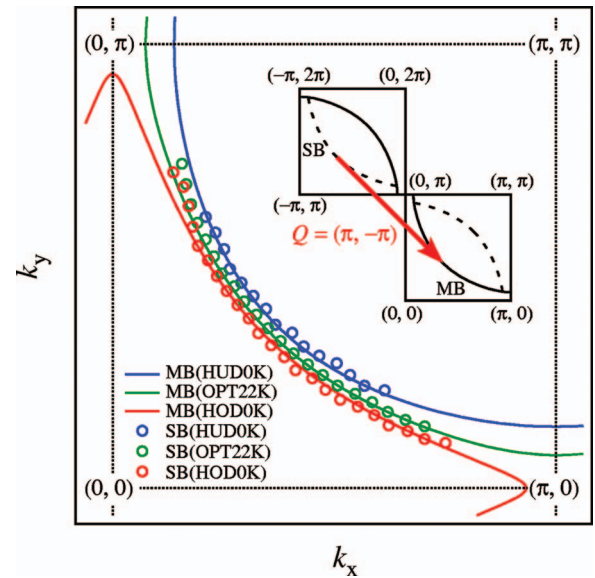 (0, π)
(π, π)
(-π, 2π)
(0, 2π)
SB
(-π, π)
(0, π)
(π, π)
Q = (π, -π)
MB
(0, 0)
(π, 0)
k_y
MB(HUD0K)
MB(OPT22K)
MB(HOD0K)
SB(HUD0K)
SB(OPT22K)
SB(HOD0K)
(0, 0)
(π, 0)
k_x